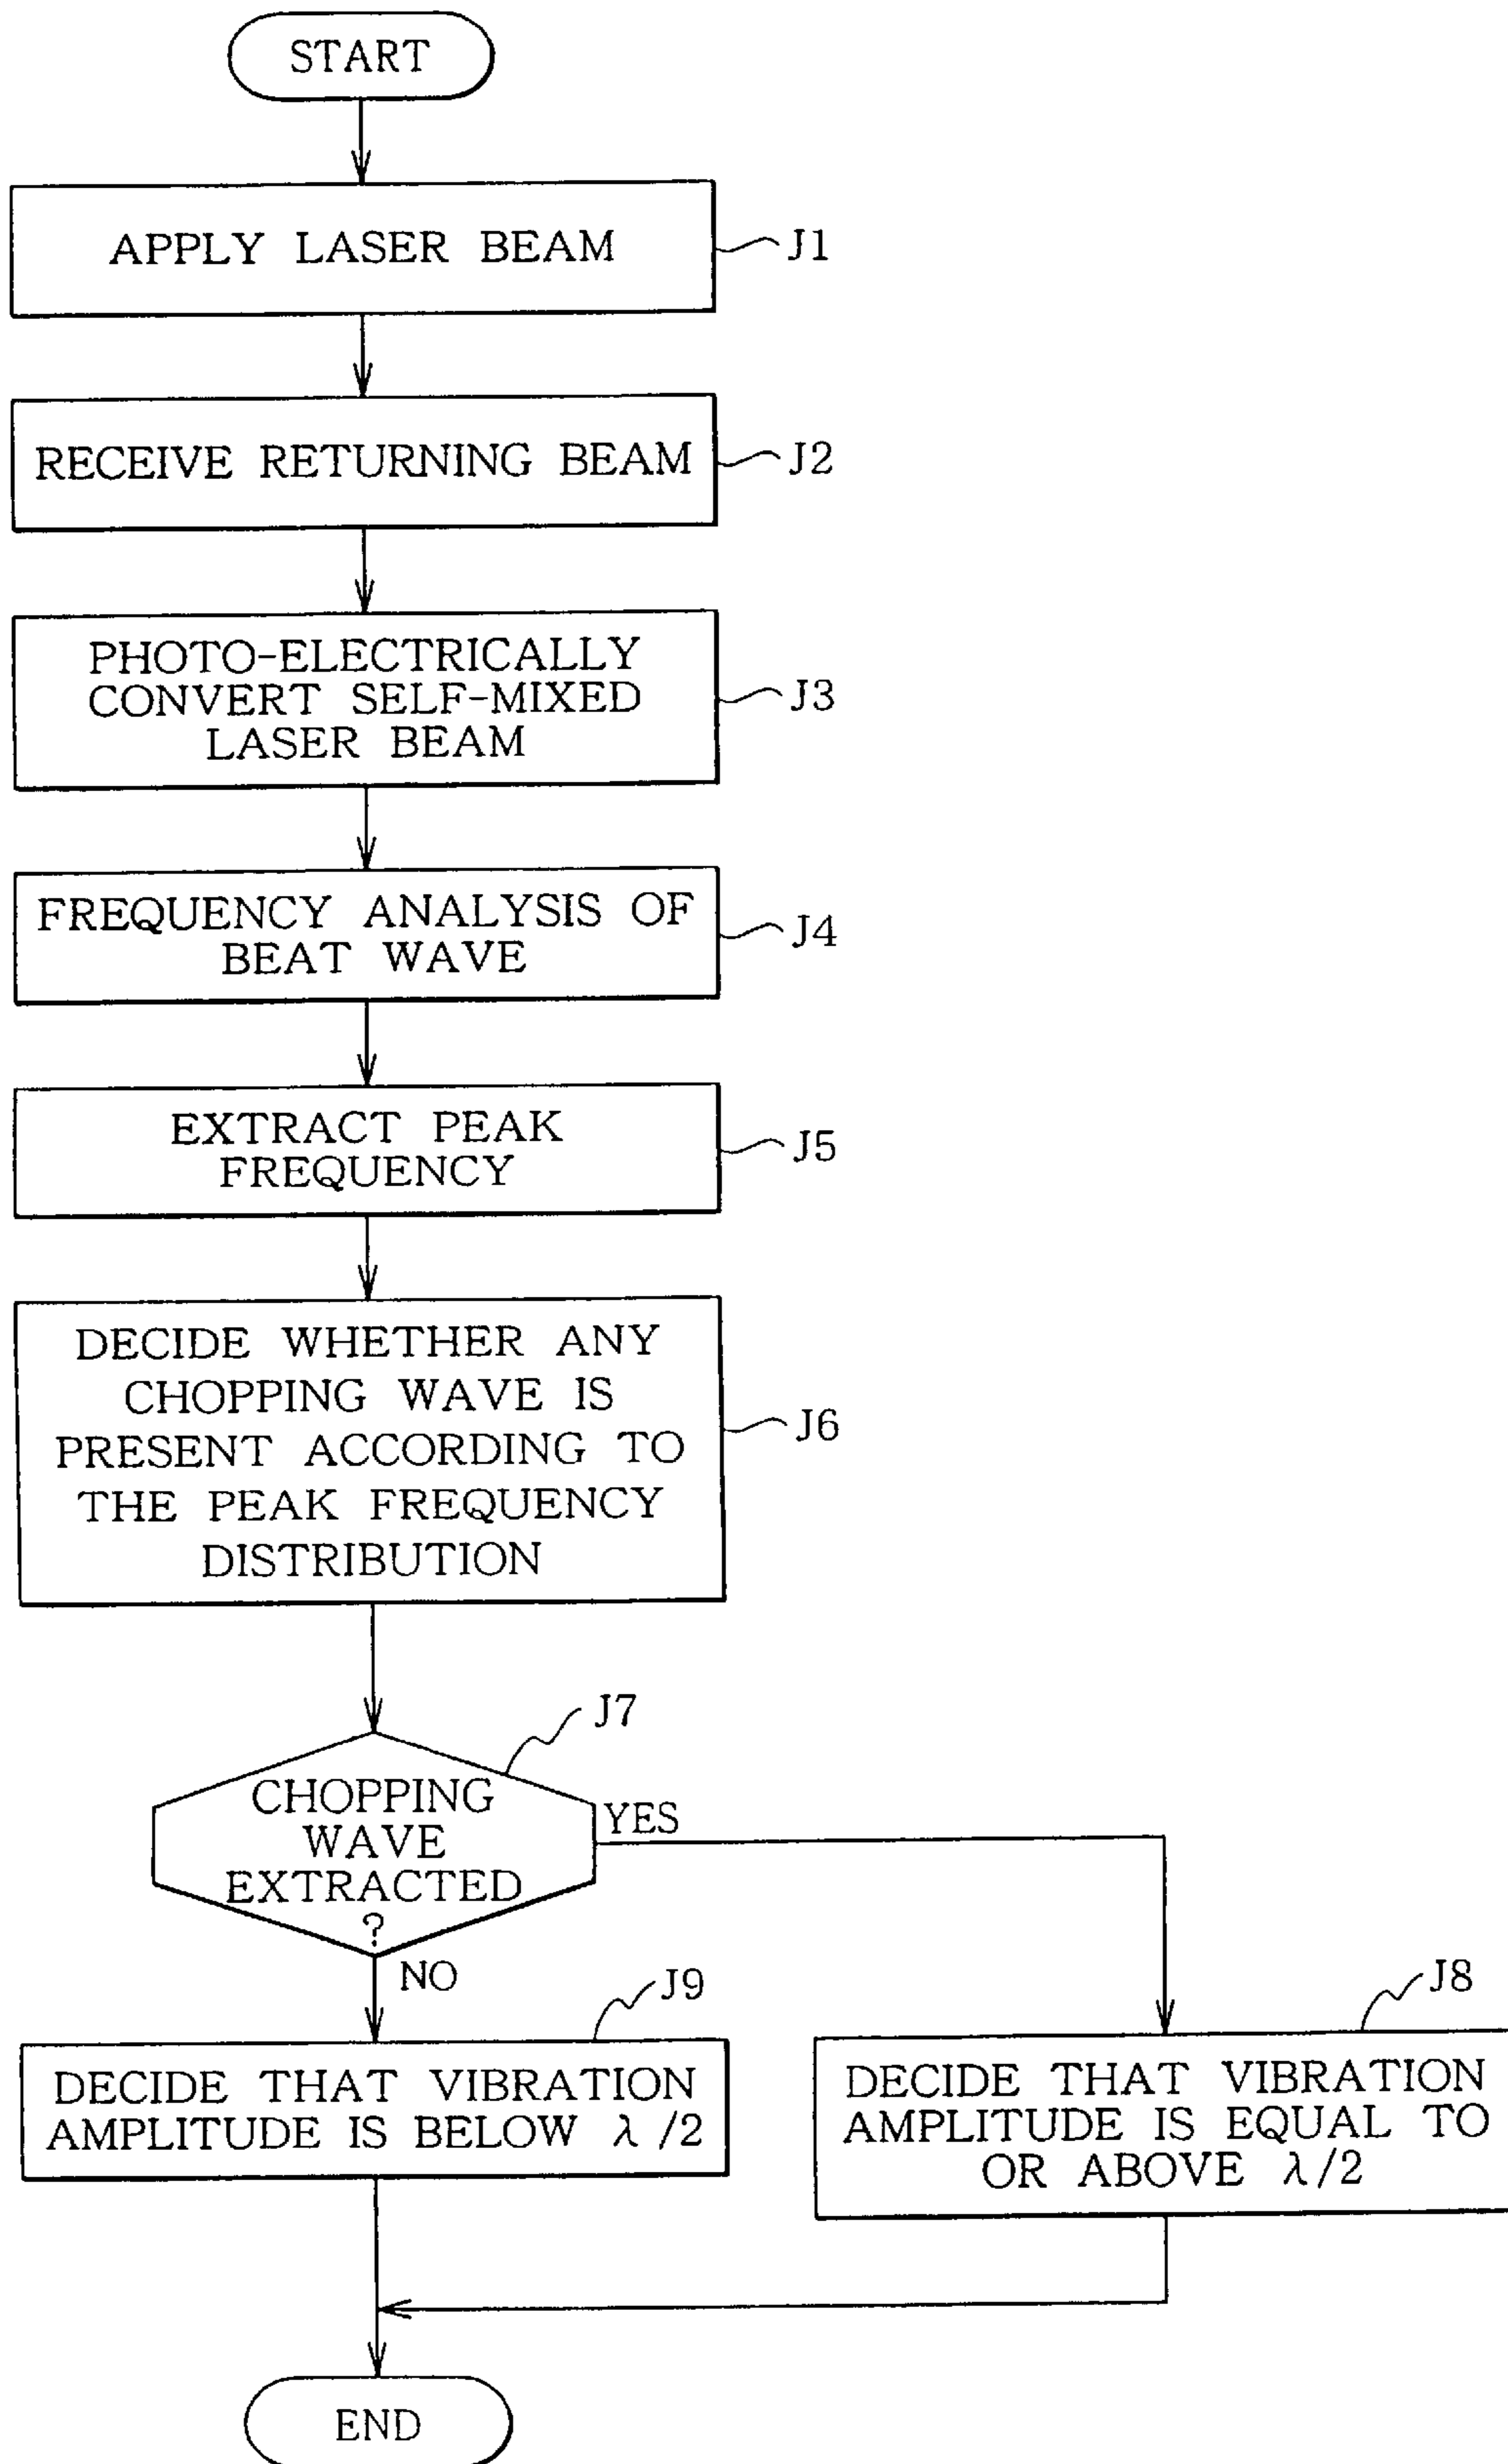 START
APPLY LASER BEAM
J1
RECEIVE RETURNING BEAM
J2
PHOTO-ELECTRICALLY
CONVERT SELF-MIXED
LASER BEAM
J3
FREQUENCY ANALYSIS OF
BEAT WAVE
J4
EXTRACT PEAK
FREQUENCY
J5
DECIDE WHETHER ANY
CHOPPING WAVE IS
PRESENT ACCORDING TO
THE PEAK FREQUENCY
DISTRIBUTION
J6
J7
CHOPPING
WAVE
EXTRACTED
?
YES
NO
J9
DECIDE THAT VIBRATION
AMPLITUDE IS BELOW λ/2
J8
DECIDE THAT VIBRATION
AMPLITUDE IS EQUAL TO
OR ABOVE λ/2
END